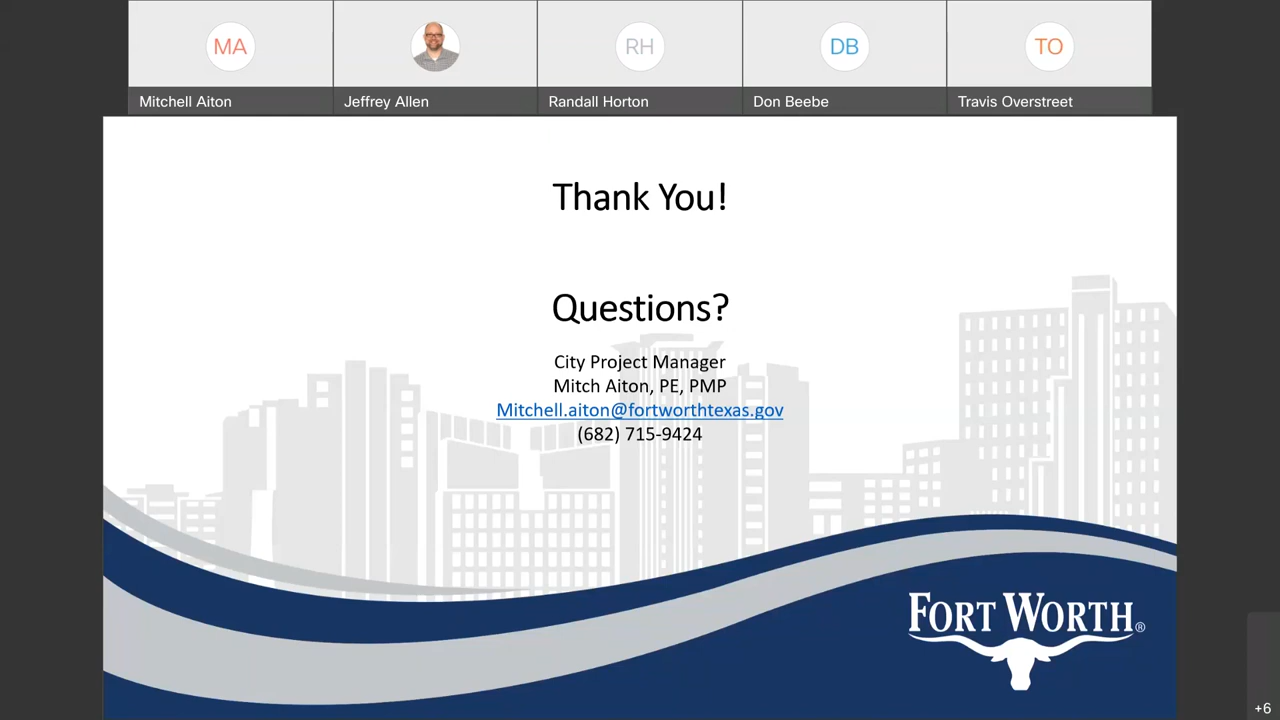 MA
RH
DB
TO
Mitchell Aiton
Jeffrey Allen
Randall Horton
Don Beebe
Travis Overstreet
Thank You!
Questions?
City Project Manager
Mitch Aiton, PE, PMP
Mitchell.aiton@fortworthtexas.gov
(682) 715-9424
FORT WORTH®
+6